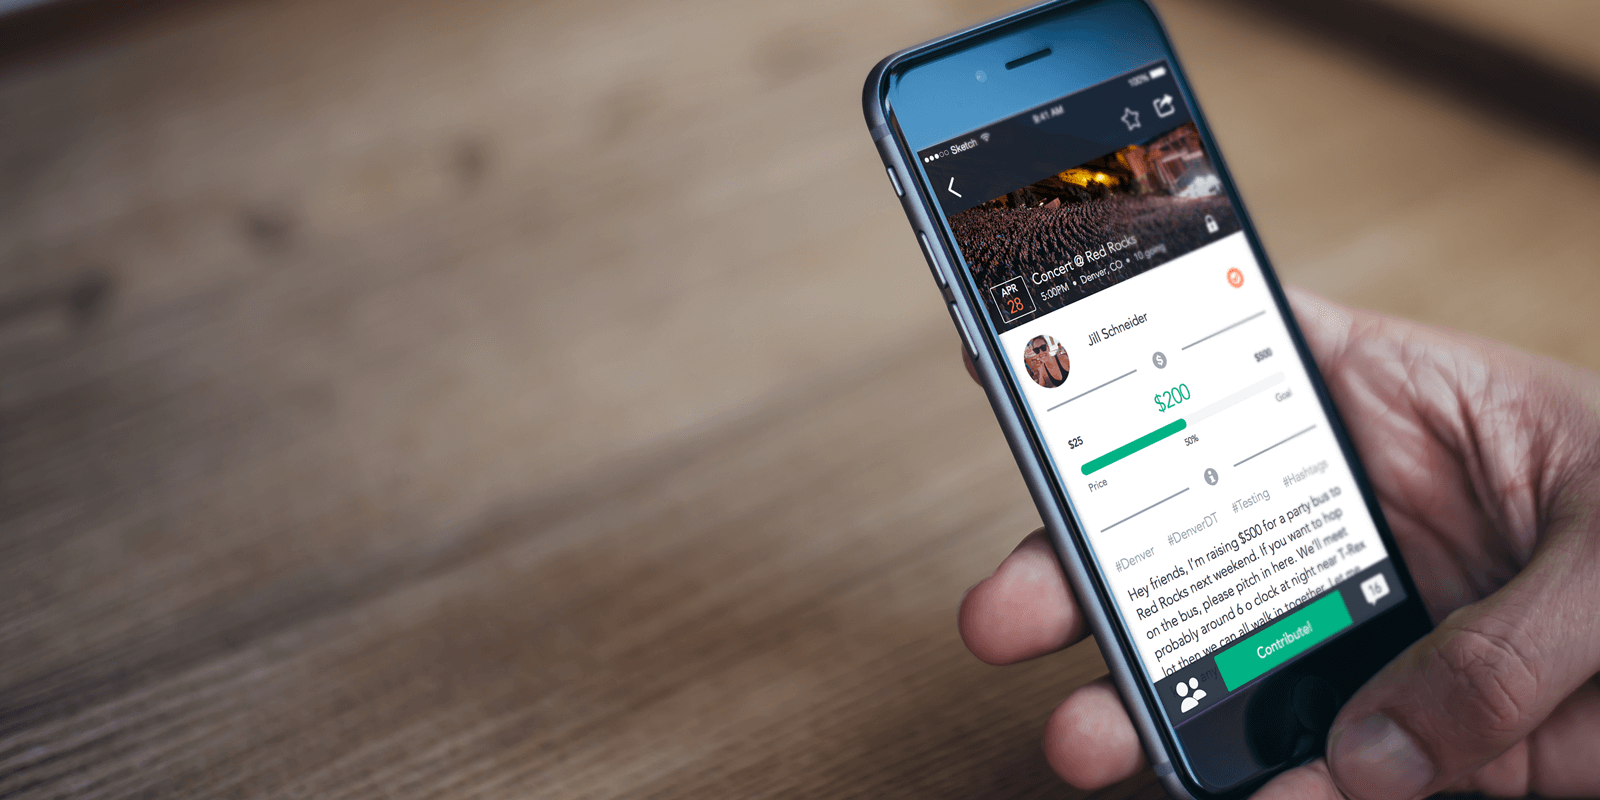 Sketch 9:41 AM 100%
Concert @ Red Rocks
APR
28
5:00PM • Denver, CO • 10 going
Jill Schneider
$500
$200
$25
Goal
50%
Price
#Denver #DenverDT #Testing #Hashtags
Hey friends, I'm raising $500 for a party bus to
Red Rocks next weekend. If you want to hop
on the bus, please pitch in here. We'll meet
probably around 6 o clock at night near T-Rex
lot then we can all walk in together. Let me
any
Contribute!
16